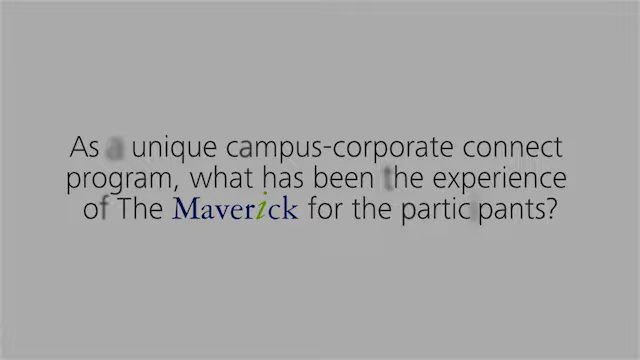 As a unique campus-corporate connect
program, what has been the experience
of The Maverick for the participants?